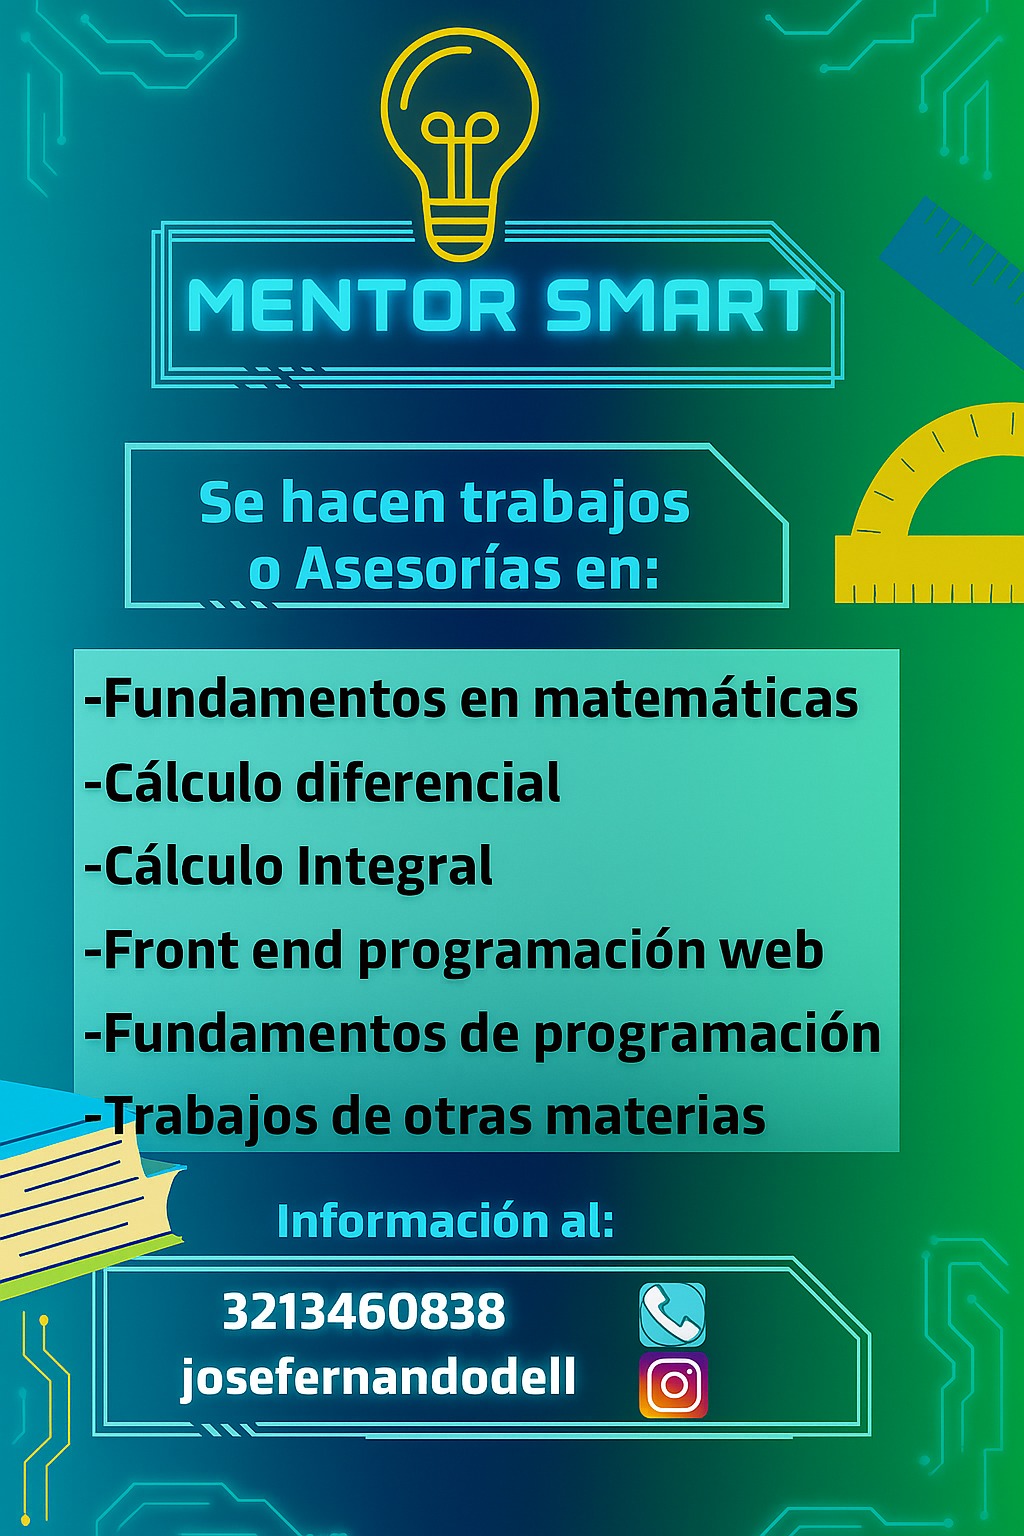 MENTOR SMART
Se hacen trabajos
o Asesorías en:
-Fundamentos en matemáticas
-Cálculo diferencial
-Cálculo Integral
-Front end programación web
-Fundamentos de programación
-Trabajos de otras materias
Información al:
3213460838
josefernandodell